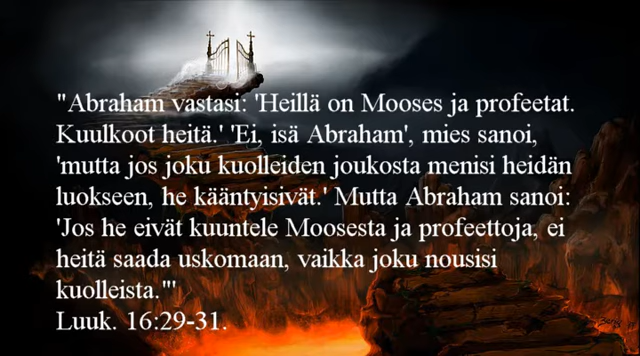 "Abraham vastasi: 'Heillä on Mooses ja profeetat.
Kuulkoot heitä.' 'Ei, isä Abraham', mies sanoi,
'mutta jos joku kuolleiden joukosta menisi heidän
luokseen, he kääntyisivät.' Mutta Abraham sanoi:
'Jos he eivät kuuntele Moosesta ja profeettoja, ei
heitä saada uskomaan, vaikka joku nousisi
kuolleista."'
Luuk. 16:29-31.